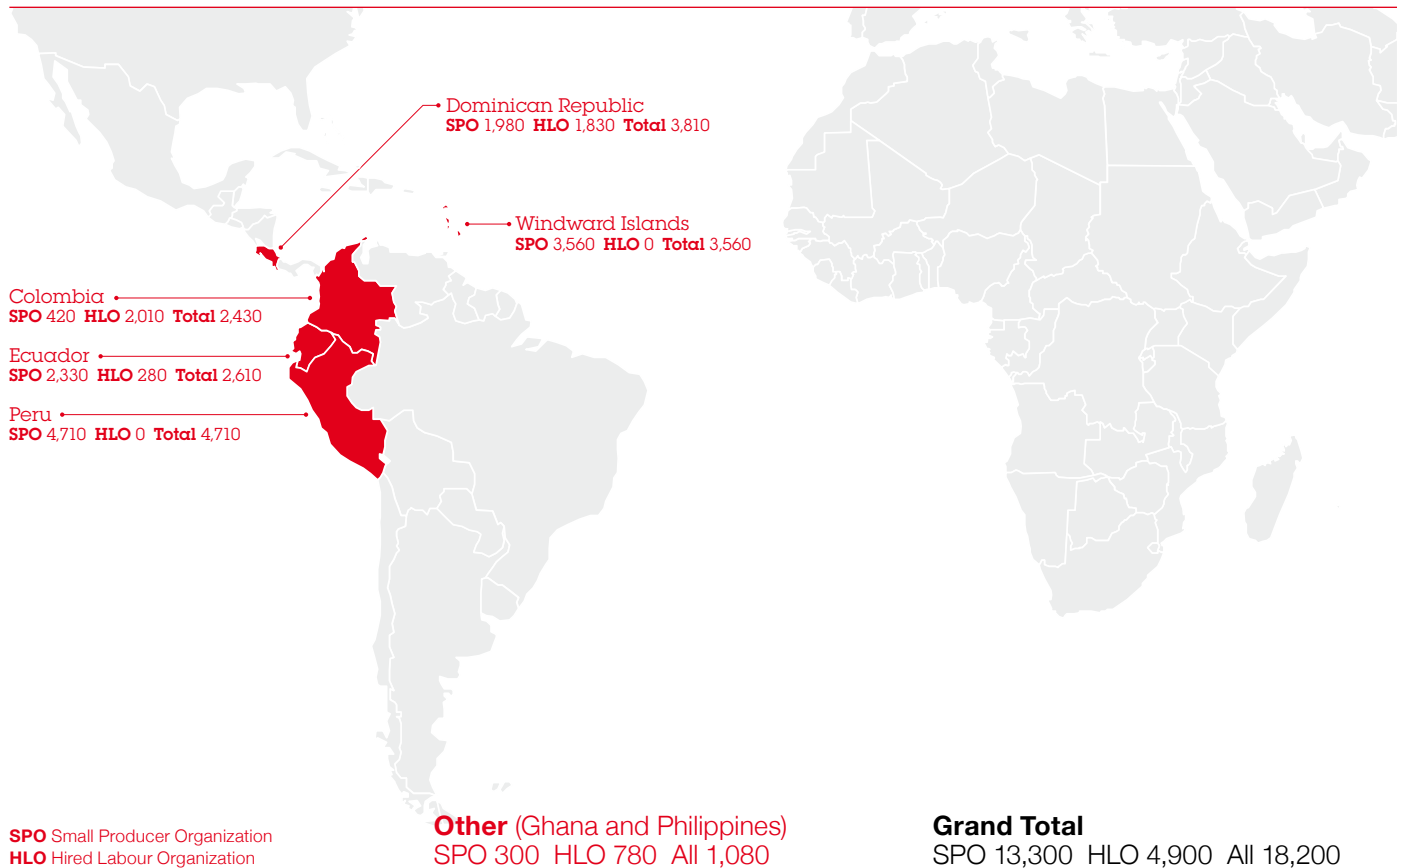 Dominican Republic
SPO 1,980 HLO 1,830 Total 3,810
Windward Islands
SPO 3,560 HLO 0 Total 3,560
Colombia
SPO 420 HLO 2,010 Total 2,430
Ecuador
SPO 2,330 HLO 280 Total 2,610
Peru
SPO 4,710 HLO 0 Total 4,710
SPO Small Producer Organization
HLO Hired Labour Organization
Other (Ghana and Philippines)
SPO 300 HLO 780 All 1,080
Grand Total
SPO 13,300 HLO 4,900 All 18,200